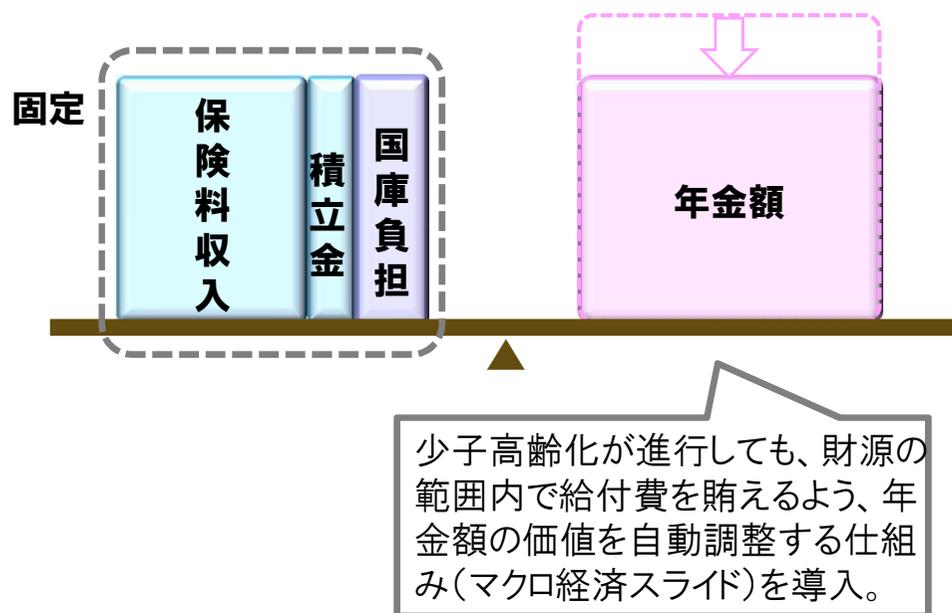 固定
保険料収入
積立金
国庫負担
年金額
少子高齢化が進行しても、財源の
範囲内で給付費を賄えるよう、年
金額の価値を自動調整する仕組
み（マクロ経済スライド）を導入。